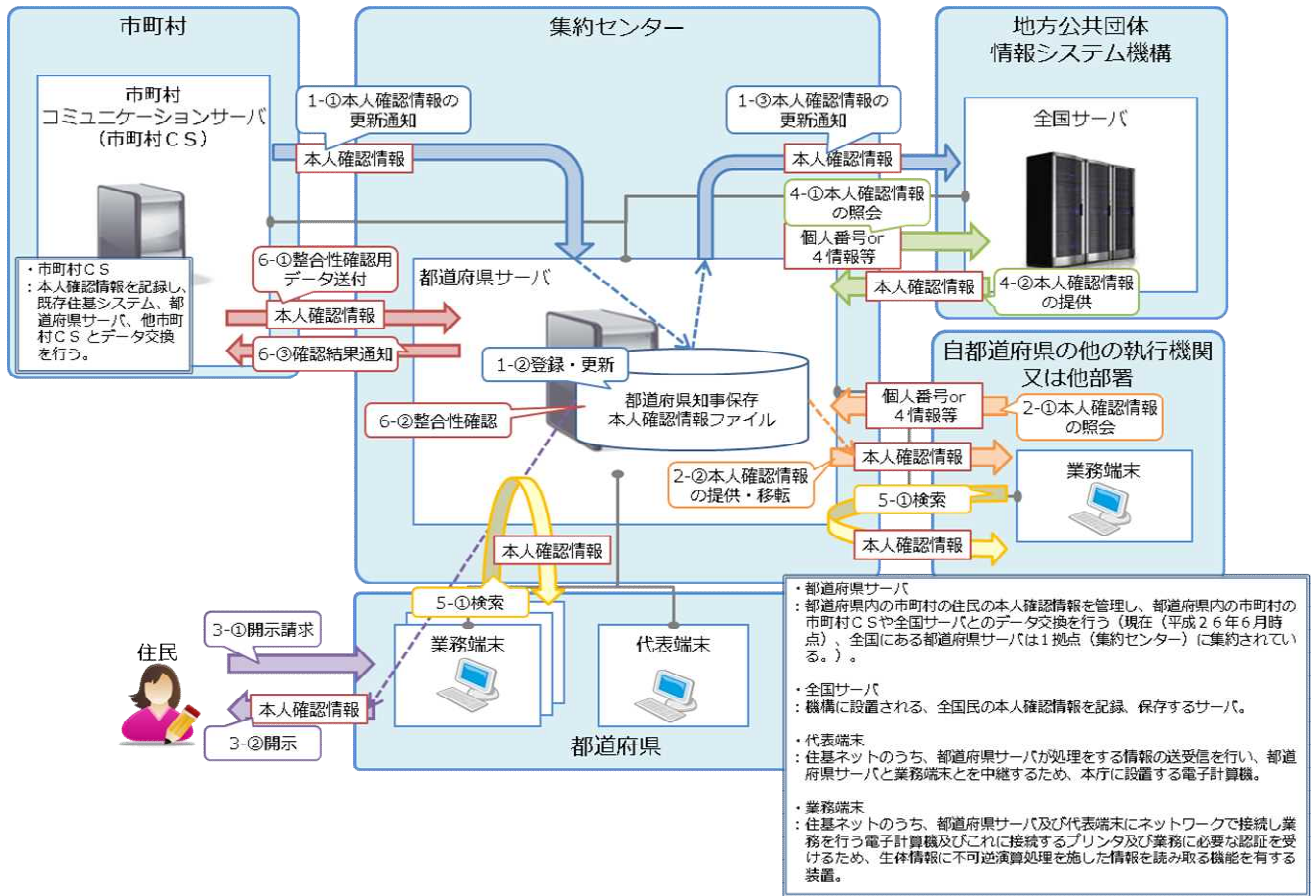 市町村
市町村
コミュニケーションサーバ
（市町村ＣＳ）
・市町村ＣＳ
：本人確認情報を記録し、
既存住基システム、都
道府県サーバ、他市町
村ＣＳとデータ交換
を行う。
集約センター
1-①本人確認情報の
更新通知
本人確認情報
1-③本人確認情報の
更新通知
本人確認情報
地方公共団体
情報システム機構
全国サーバ
4-①本人確認情報
の照会
個人番号or
４情報等
本人確認情報
4-②本人確認情報
の提供
6-①整合性確認用
データ送付
本人確認情報
6-③確認結果通知
都道府県サーバ
1-②登録・更新
都道府県知事保存
本人確認情報ファイル
6-②整合性確認
自都道府県の他の執行機関
又は他部署
個人番号or
４情報等
2-①本人確認情報
の照会
本人確認情報
2-②本人確認情報
の提供・移転
業務端末
5-①検索
本人確認情報
本人確認情報
5-①検索
業務端末
代表端末
都道府県
3-①開示請求
住民
本人確認情報
3-②開示
・都道府県サーバ
：都道府県内の市町村の住民の本人確認情報を管理し、都道府県内の市町村の
市町村ＣＳや全国サーバとのデータ交換を行う（現在（平成２６年６月時
点）、全国にある都道府県サーバは１拠点（集約センター）に集約されてい
る。）。
・全国サーバ
：機構に設置される、全国民の本人確認情報を記録、保存するサーバ。
・代表端末
：住基ネットのうち、都道府県サーバが処理をする情報の送受信を行い、都道
府県サーバと業務端末とを中継するため、本庁に設置する電子計算機。
・業務端末
：住基ネットのうち、都道府県サーバ及び代表端末にネットワークで接続し業
務を行う電子計算機及びこれに接続するプリンタ及び業務に必要な認証を受
けるため、生体情報に不可逆演算処理を施した情報を読み取る機能を有する
装置。